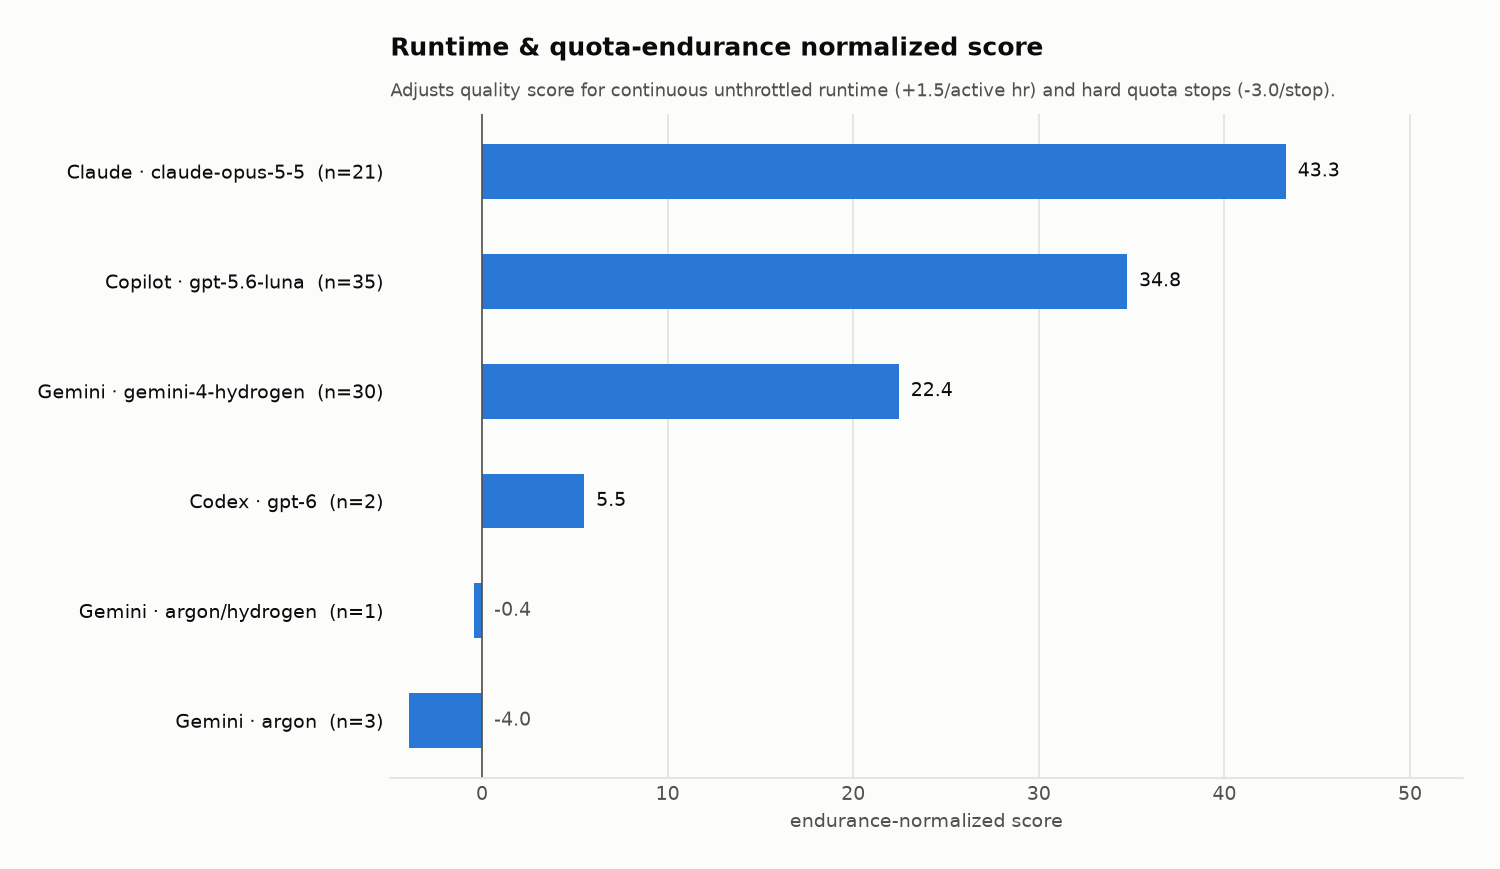 Runtime & quota-endurance normalized score
Adjusts quality score for continuous unthrottled runtime (+1.5/active hr) and hard quota stops (-3.0/stop).
Claude · claude-opus-5-5 (n=21)
43.3
Copilot · gpt-5.6-luna (n=35)
34.8
Gemini · gemini-4-hydrogen (n=30)
22.4
Codex · gpt-6 (n=2)
5.5
Gemini · argon/hydrogen (n=1)
-0.4
Gemini · argon (n=3)
-4.0
0 10 20 30 40 50
endurance-normalized score